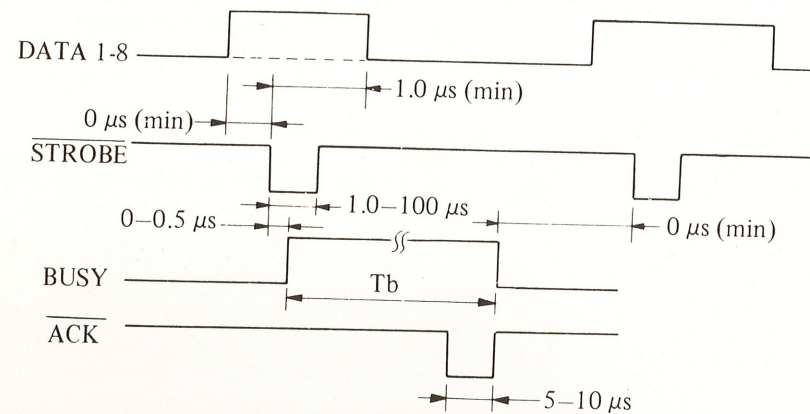 DATA 1-8
1.0 μs (min)
0 μs (min)
STROBE
1.0–100 μs
0–0.5 μs
0 μs (min)
BUSY
Tb
ACK
5–10 μs